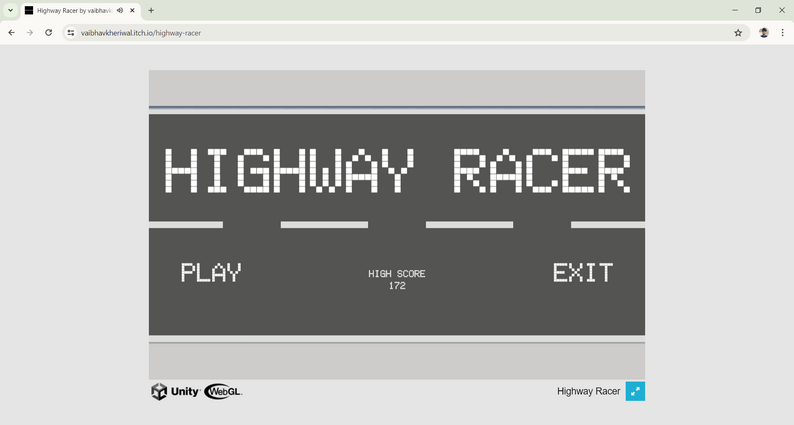 Highway Racer by vaibhavkh
vaibhavkheriwal.itch.io/highway-racer
HIGHWAY RACER
PLAY
HIGH SCORE
172
EXIT
Unity WebGL.
Highway Racer